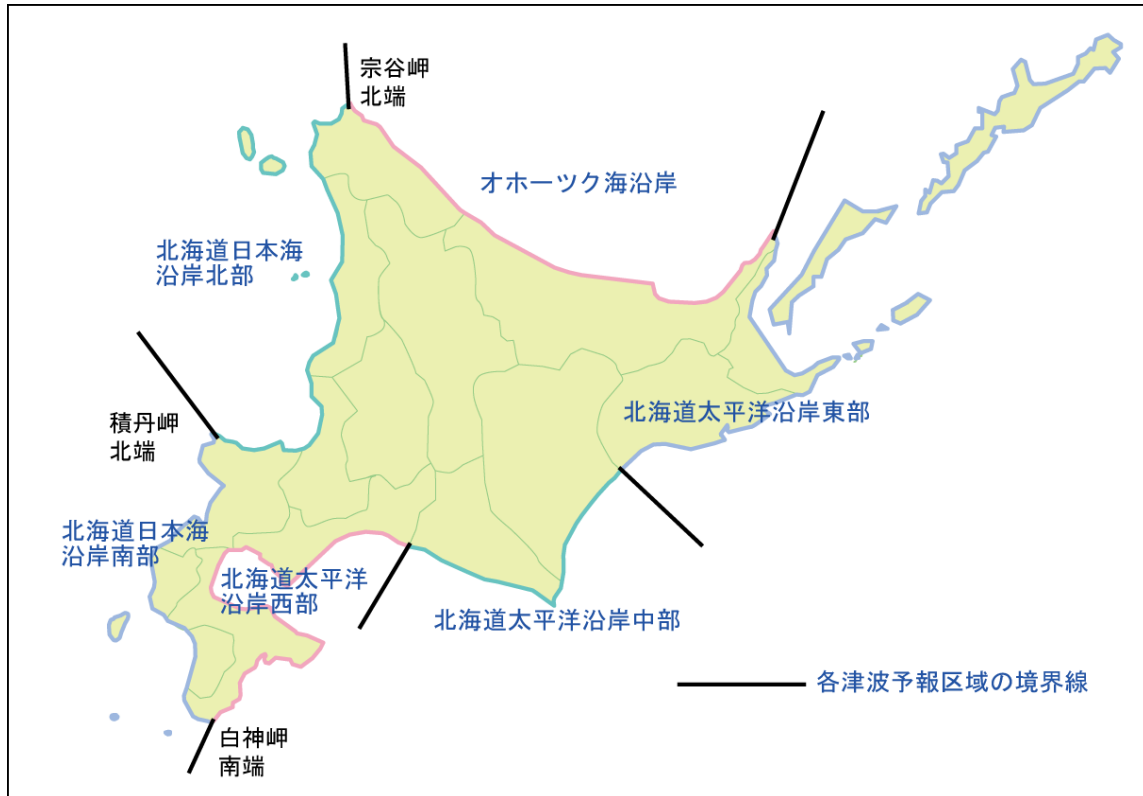 宗谷岬
北端
オホーツク海沿岸
北海道日本海
沿岸北部
積丹岬
北端
北海道太平洋沿岸東部
北海道日本海
沿岸南部
北海道太平洋
沿岸西部
北海道太平洋沿岸中部
各津波予報区域の境界線
白神岬
南端